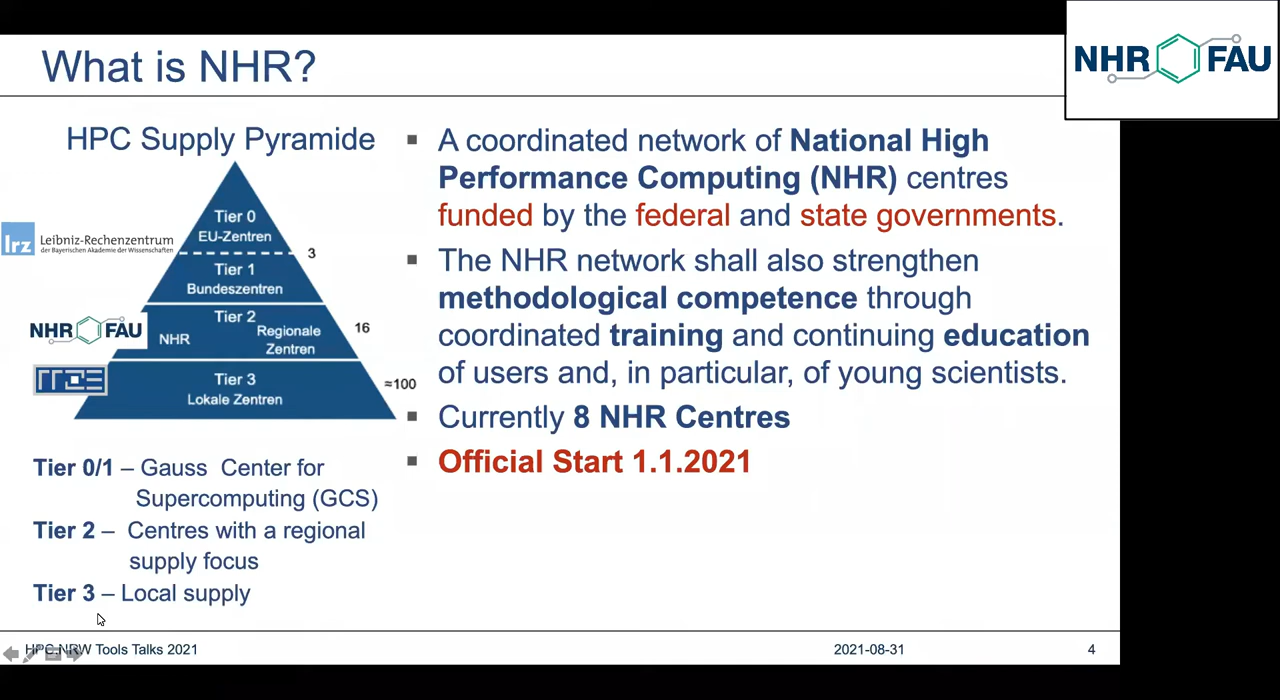 What is NHR?
NHR FAU
HPC Supply Pyramide
Tier 0
EU-Zentren
lrz Leibniz-Rechenzentrum
der Bayerischen Akademie der Wissenschaften
3
Tier 1
Bundeszentren
NHR FAU
Tier 2
NHR
Regionale
Zentren
16
Tier 3
Lokale Zentren
≈100
Tier 0/1 – Gauss Center for
Supercomputing (GCS)
Tier 2 – Centres with a regional
supply focus
Tier 3 – Local supply
▪ A coordinated network of National High
Performance Computing (NHR) centres
funded by the federal and state governments.
▪ The NHR network shall also strengthen
methodological competence through
coordinated training and continuing education
of users and, in particular, of young scientists.
▪ Currently 8 NHR Centres
▪ Official Start 1.1.2021
HPC.NRW Tools Talks 2021
2021-08-31
4